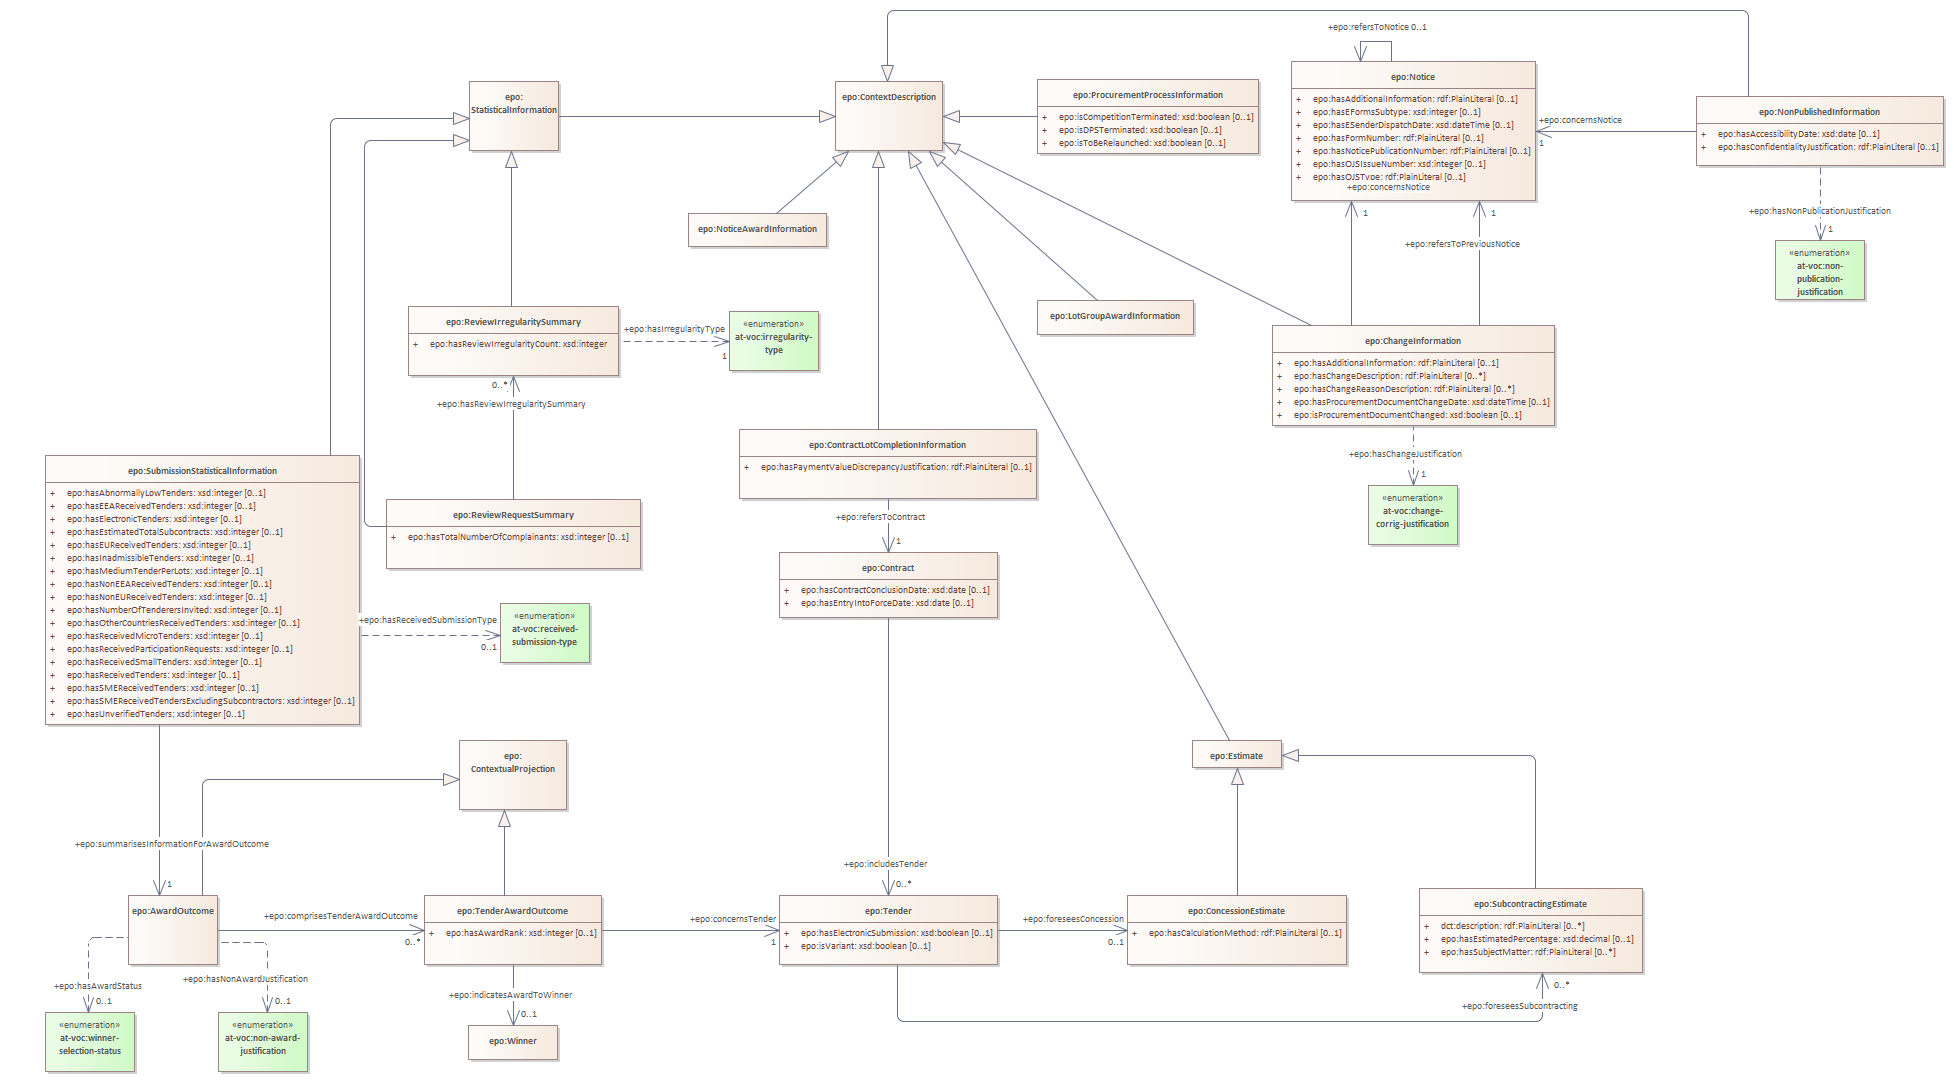 +epo:refersToNotice 0..1
epo:
StatisticalInformation
epo:ContextDescription
epo:ProcurementProcessInformation
+ epo:isCompetitionTerminated: xsd:boolean [0..1]
+ epo:isDPSTerminated: xsd:boolean [0..1]
+ epo:isToBeRelaunched: xsd:boolean [0..1]
epo:Notice
+ epo:hasAdditionalInformation: rdf:PlainLiteral [0..1]
+ epo:hasEFormsSubtype: xsd:integer [0..1]
+ epo:hasESenderDispatchDate: xsd:dateTime [0..1]
+ epo:hasFormNumber: rdf:PlainLiteral [0..1]
+ epo:hasNoticePublicationNumber: rdf:PlainLiteral [0..1]
+ epo:hasOJSIssueNumber: xsd:integer [0..1]
+ epo:hasOJSType: rdf:PlainLiteral [0..1]
+epo:concernsNotice
1
1
+epo:refersToPreviousNotice
+epo:concernsNotice
1
epo:NonPublishedInformation
+ epo:hasAccessibilityDate: xsd:date [0..1]
+ epo:hasConfidentialityJustification: rdf:PlainLiteral [0..1]
+epo:hasNonPublicationJustification
1
«enumeration»
at-voc:non-
publication-
justification
epo:NoticeAwardInformation
epo:LotGroupAwardInformation
epo:ReviewIrregularitySummary
+ epo:hasReviewIrregularityCount: xsd:integer
+epo:hasIrregularityType
1
«enumeration»
at-voc:irregularity-
type
0..*
+epo:hasReviewIrregularitySummary
epo:ChangeInformation
+ epo:hasAdditionalInformation: rdf:PlainLiteral [0..1]
+ epo:hasChangeDescription: rdf:PlainLiteral [0..*]
+ epo:hasChangeReasonDescription: rdf:PlainLiteral [0..*]
+ epo:hasProcurementDocumentChangeDate: xsd:dateTime [0..1]
+ epo:isProcurementDocumentChanged: xsd:boolean [0..1]
+epo:hasChangeJustification
1
«enumeration»
at-voc:change-
corrig-justification
epo:ContractLotCompletionInformation
+ epo:hasPaymentValueDiscrepancyJustification: rdf:PlainLiteral [0..1]
+epo:refersToContract
1
epo:SubmissionStatisticalInformation
+ epo:hasAbnormallyLowTenders: xsd:integer [0..1]
+ epo:hasEEAReceivedTenders: xsd:integer [0..1]
+ epo:hasElectronicTenders: xsd:integer [0..1]
+ epo:hasEstimatedTotalSubcontracts: xsd:integer [0..1]
+ epo:hasEUReceivedTenders: xsd:integer [0..1]
+ epo:hasInadmissibleTenders: xsd:integer [0..1]
+ epo:hasMediumTenderPerLots: xsd:integer [0..1]
+ epo:hasNonEEAReceivedTenders: xsd:integer [0..1]
+ epo:hasNonEUReceivedTenders: xsd:integer [0..1]
+ epo:hasNumberOfTenderersInvited: xsd:integer [0..1]
+ epo:hasOtherCountriesReceivedTenders: xsd:integer [0..1]
+ epo:hasReceivedMicroTenders: xsd:integer [0..1]
+ epo:hasReceivedParticipationRequests: xsd:integer [0..1]
+ epo:hasReceivedSmallTenders: xsd:integer [0..1]
+ epo:hasReceivedTenders: xsd:integer [0..1]
+ epo:hasSMEReceivedTenders: xsd:integer [0..1]
+ epo:hasSMEReceivedTendersExcludingSubcontractors: xsd:integer [0..1]
+ epo:hasUnverifiedTenders: xsd:integer [0..1]
epo:ReviewRequestSummary
+ epo:hasTotalNumberOfComplainants: xsd:integer [0..1]
+epo:hasReceivedSubmissionType
0..1
«enumeration»
at-voc:received-
submission-type
epo:Contract
+ epo:hasContractConclusionDate: xsd:date [0..1]
+ epo:hasEntryIntoForceDate: xsd:date [0..1]
epo:
ContextualProjection
epo:Estimate
+epo:summarisesInformationForAwardOutcome
1
+epo:includesTender
0..*
epo:AwardOutcome
+epo:comprisesTenderAwardOutcome
0..*
epo:TenderAwardOutcome
+ epo:hasAwardRank: xsd:integer [0..1]
+epo:concernsTender
1
epo:Tender
+ epo:hasElectronicSubmission: xsd:boolean [0..1]
+ epo:isVariant: xsd:boolean [0..1]
+epo:foreseesConcession
0..1
epo:ConcessionEstimate
+ epo:hasCalculationMethod: rdf:PlainLiteral [0..1]
epo:SubcontractingEstimate
+ dct:description: rdf:PlainLiteral [0..*]
+ epo:hasEstimatedPercentage: xsd:decimal [0..1]
+ epo:hasSubjectMatter: rdf:PlainLiteral [0..*]
0..*
+epo:foreseesSubcontracting
+epo:hasAwardStatus
0..1
+epo:hasNonAwardJustification
0..1
+epo:indicatesAwardToWinner
0..1
«enumeration»
at-voc:winner-
selection-status
«enumeration»
at-voc:non-award-
justification
epo:Winner